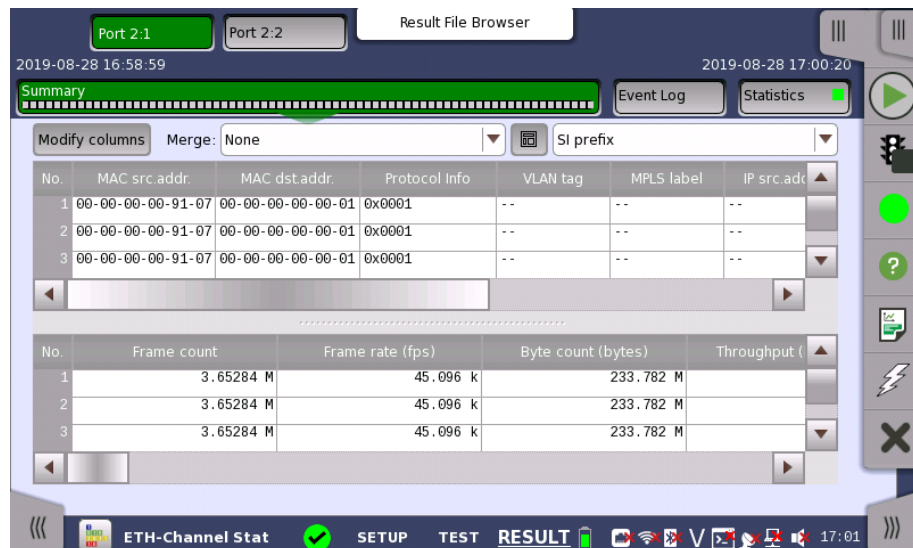 Result File Browser
Port 2:1 Port 2:2
2019-08-28 16:58:59 2019-08-28 17:00:20
Summary Event Log Statistics
Modify columns Merge: None SI prefix
No. MAC src.addr. MAC dst.addr. Protocol Info VLAN tag MPLS label IP src.adc
1 00-00-00-00-91-07 00-00-00-00-00-01 0x0001 -- -- --
2 00-00-00-00-91-07 00-00-00-00-00-01 0x0001 -- -- --
3 00-00-00-00-91-07 00-00-00-00-00-01 0x0001 -- -- --
No. Frame count Frame rate (fps) Byte count (bytes) Throughput (
1 3.65284 M 45.096 k 233.782 M
2 3.65284 M 45.096 k 233.782 M
3 3.65284 M 45.096 k 233.782 M
ETH-Channel Stat SETUP TEST RESULT V 17:01